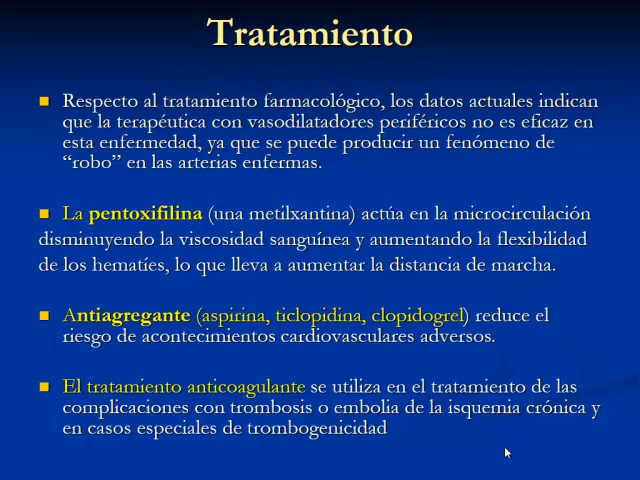 Tratamiento
Respecto al tratamiento farmacológico, los datos actuales indican
que la terapéutica con vasodilatadores periféricos no es eficaz en
esta enfermedad, ya que se puede producir un fenómeno de
“robo” en las arterias enfermas.
La pentoxifilina (una metilxantina) actúa en la microcirculación
disminuyendo la viscosidad sanguínea y aumentando la flexibilidad
de los hematíes, lo que lleva a aumentar la distancia de marcha.
Antiagregante (aspirina, ticlopidina, clopidogrel) reduce el
riesgo de acontecimientos cardiovasculares adversos.
El tratamiento anticoagulante se utiliza en el tratamiento de las
complicaciones con trombosis o embolia de la isquemia crónica y
en casos especiales de trombogenicidad